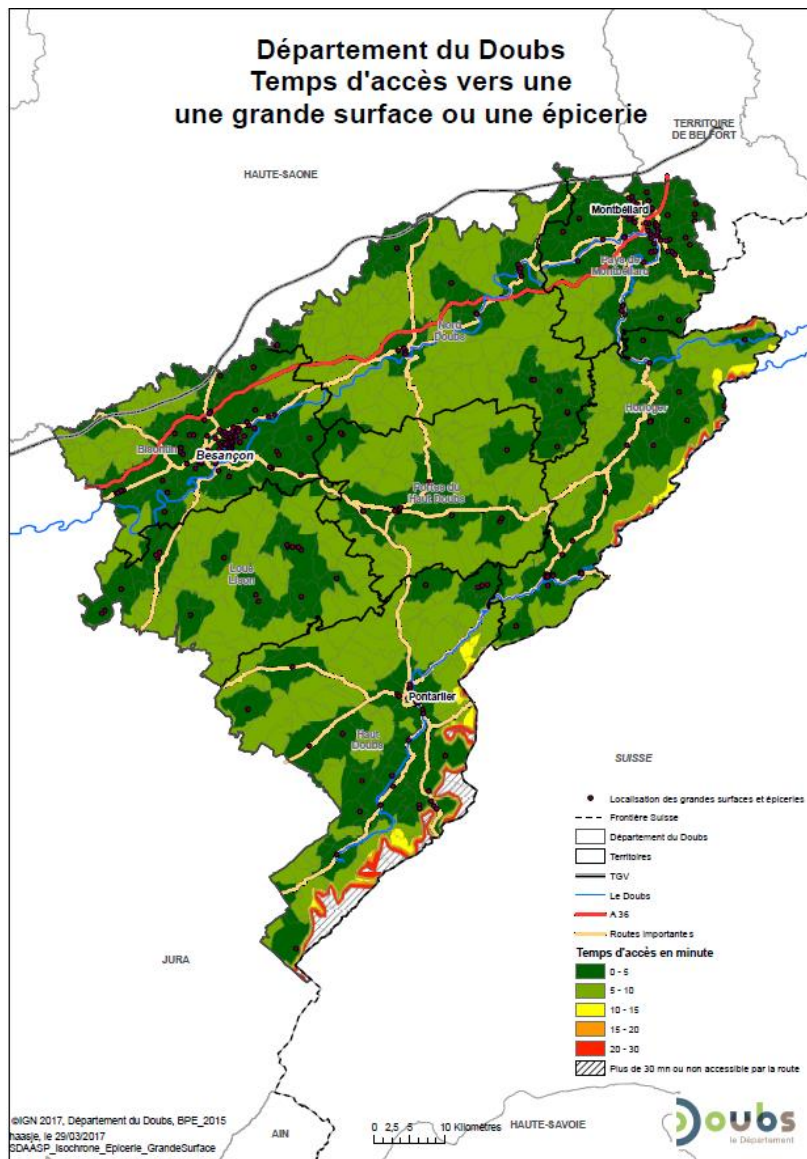 Département du Doubs
Temps d'accès vers une
une grande surface ou une épicerie
TERRITOIRE
DE BELFORT
HAUTE-SAONE
Montbéliard
Pays de
Montbéliard
Nord
Doubs
Horloger
Bisontin
Besançon
Portes du
Haut Doubs
Loue
Lison
Pontarlier
Haut
Doubs
SUISSE
JURA
AIN
HAUTE-SAVOIE
Localisation des grandes surfaces et épiceries
Frontière Suisse
Département du Doubs
Territoires
TGV
Le Doubs
A 36
Routes importantes
Temps d'accès en minute
0 - 5
5 - 10
10 - 15
15 - 20
20 - 30
Plus de 30 mn ou non accessible par la route
©IGN 2017, Département du Doubs, BPE_2015
haasje, le 29/03/2017
SDAASP_Isochrone_Epicerie_GrandeSurface
0 2,5 5 10 Kilomètres
Doubs
le Département